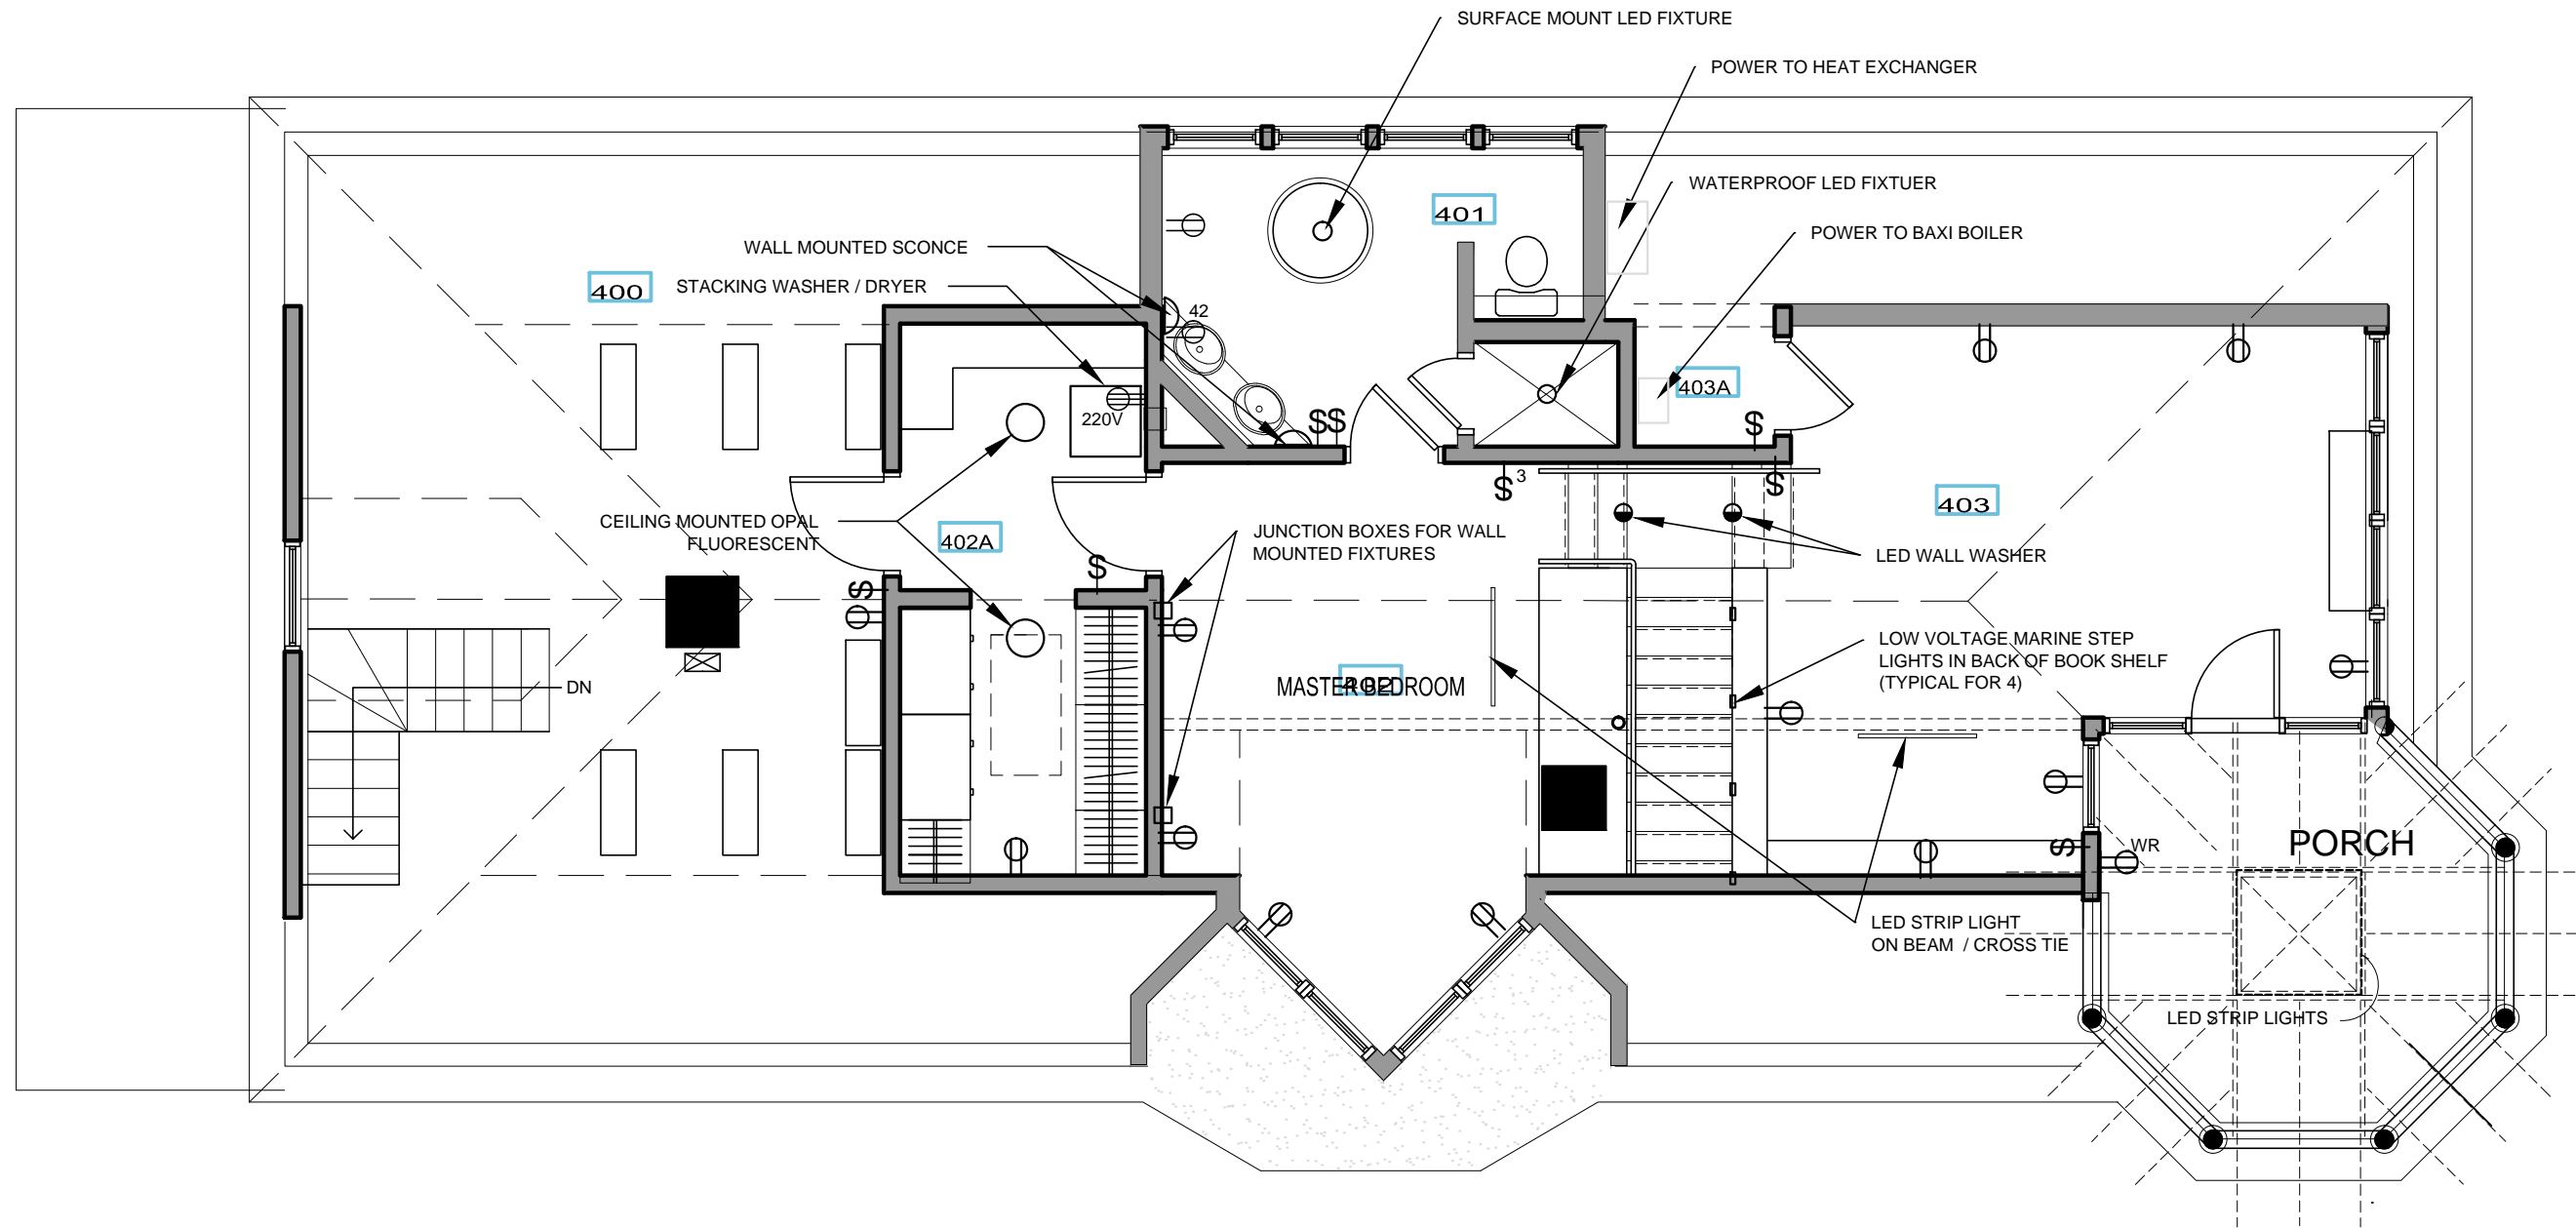 SURFACE MOUNT LED FIXTURE
POWER TO HEAT EXCHANGER
WATERPROOF LED FIXTUER
401
POWER TO BAXI BOILER
WALL MOUNTED SCONCE
400
STACKING WASHER / DRYER
42
403A
220V
$$
$
$
$3
403
CEILING MOUNTED OPAL
FLUORESCENT
402A
JUNCTION BOXES FOR WALL
MOUNTED FIXTURES
LED WALL WASHER
$
$
LOW VOLTAGE MARINE STEP
LIGHTS IN BACK OF BOOK SHELF
(TYPICAL FOR 4)
DN
402
MASTER BEDROOM
$
WR
PORCH
LED STRIP LIGHT
ON BEAM / CROSS TIE
LED STRIP LIGHTS